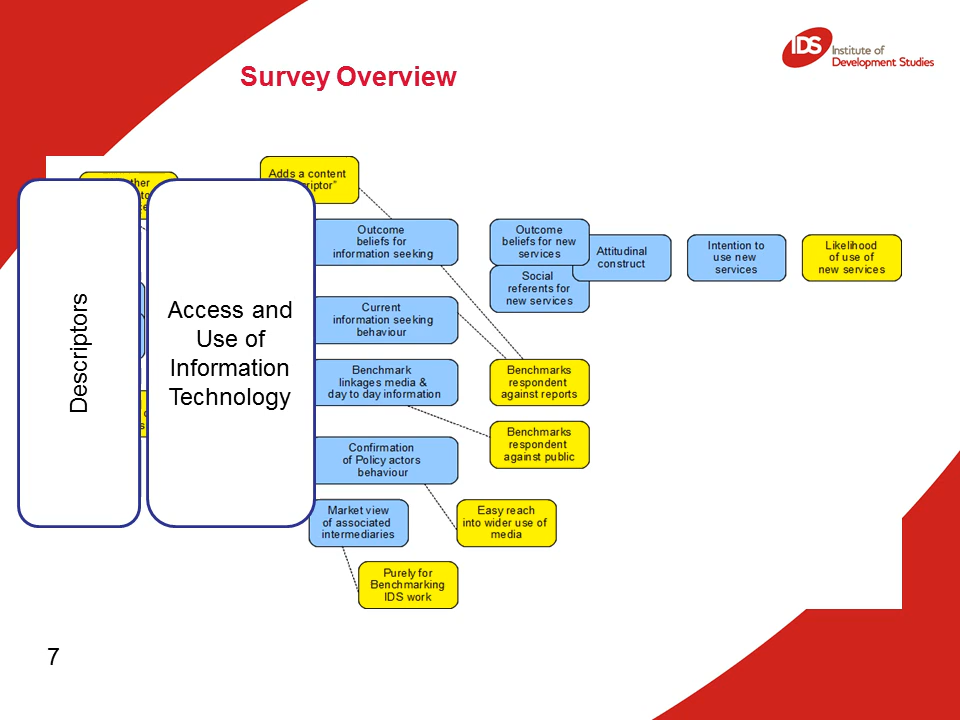 IDS
Institute of
Development Studies
Survey Overview
Adds a content
Outcome
beliefs for
information seeking
Outcome
beliefs for new
services
Attitudinal
construct
Intention to
use new
services
Likelihood
of use of
new services
Social
referents for
new services
Descriptors
Access and
Use of
Information
Technology
Current
information seeking
behaviour
Benchmark
linkages media &
day to day information
Benchmarks
respondent
against reports
Benchmarks
respondent
against public
Confirmation
of Policy actors
behaviour
Market view
of associated
intermediaries
Easy reach
into wider use of
media
Purely for
Benchmarking
IDS work
7